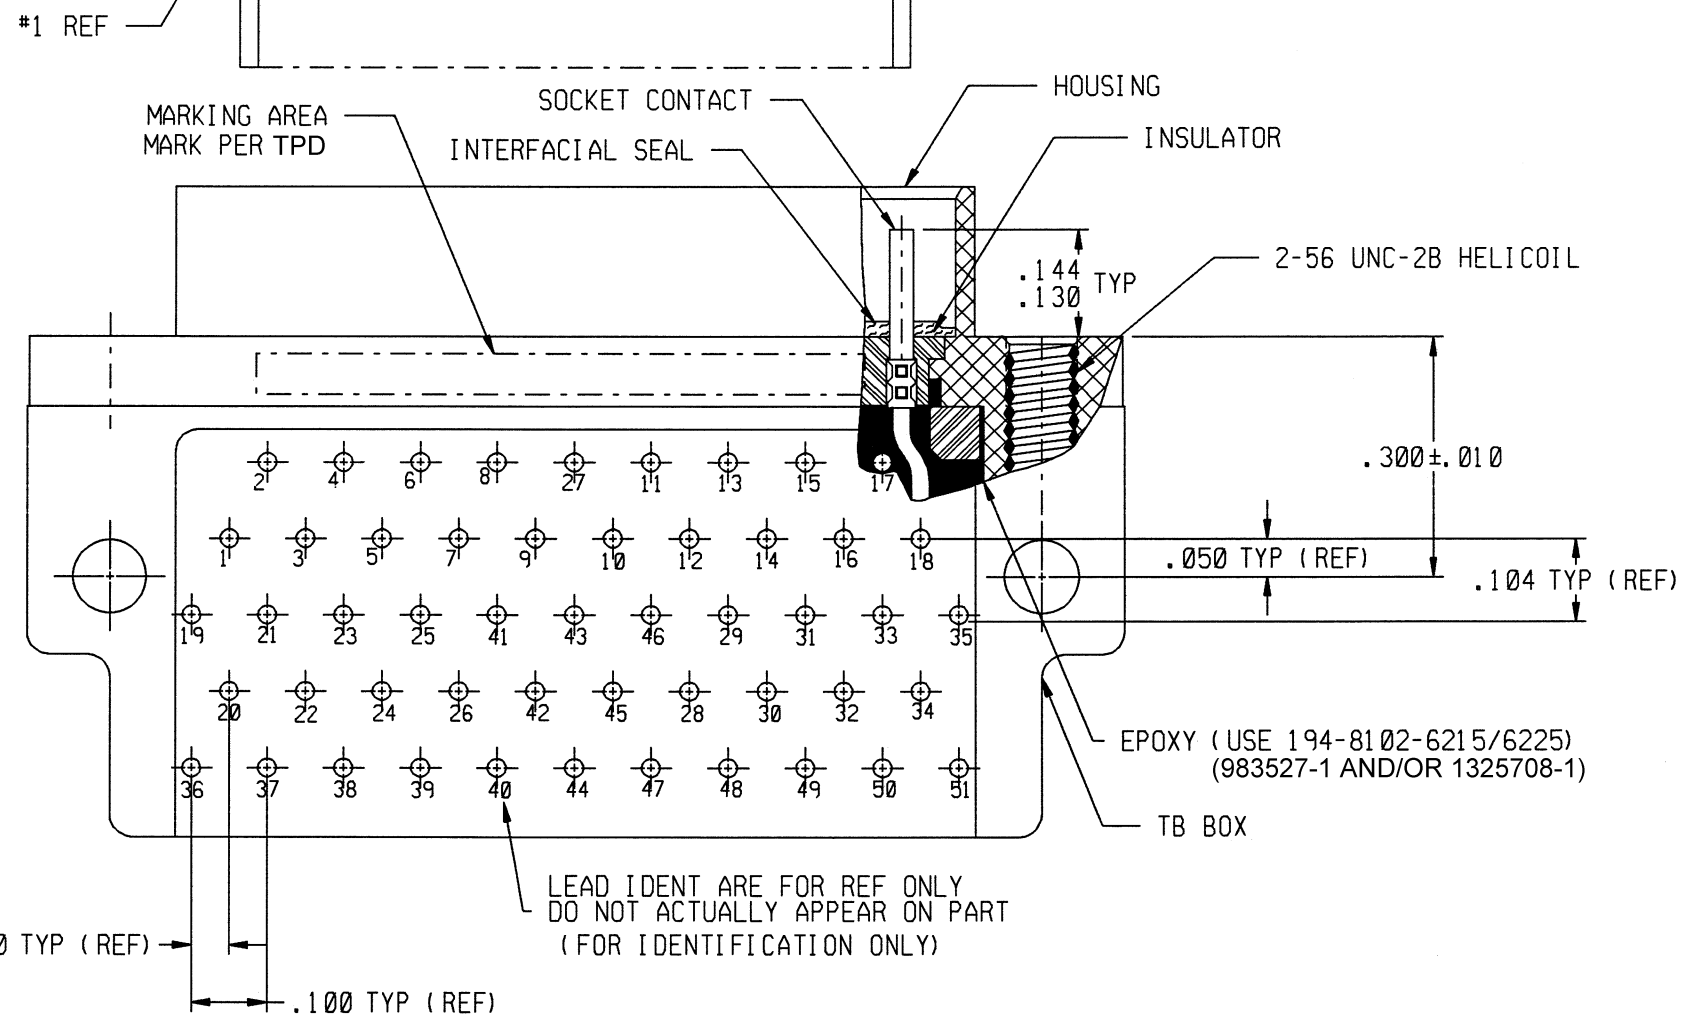 #1 REF
SOCKET CONTACT
HOUSING
MARKING AREA
MARK PER TPD
INTERFACIAL SEAL
INSULATOR
2-56 UNC-2B HELICOIL
.144
.130
TYP
.300±.010
2 4 6 8 27 11 13 15 17
1 3 5 7 9 10 12 14 16 18
.050 TYP (REF)
.104 TYP (REF)
19 21 23 25 41 43 46 29 31 33 35
20 22 24 26 42 45 28 30 32 34
EPOXY (USE 194-8102-6215/6225)
(983527-1 AND/OR 1325708-1)
36 37 38 39 40 44 47 48 49 50 51
TB BOX
LEAD IDENT ARE FOR REF ONLY
DO NOT ACTUALLY APPEAR ON PART
(FOR IDENTIFICATION ONLY)
0 TYP (REF)
.100 TYP (REF)